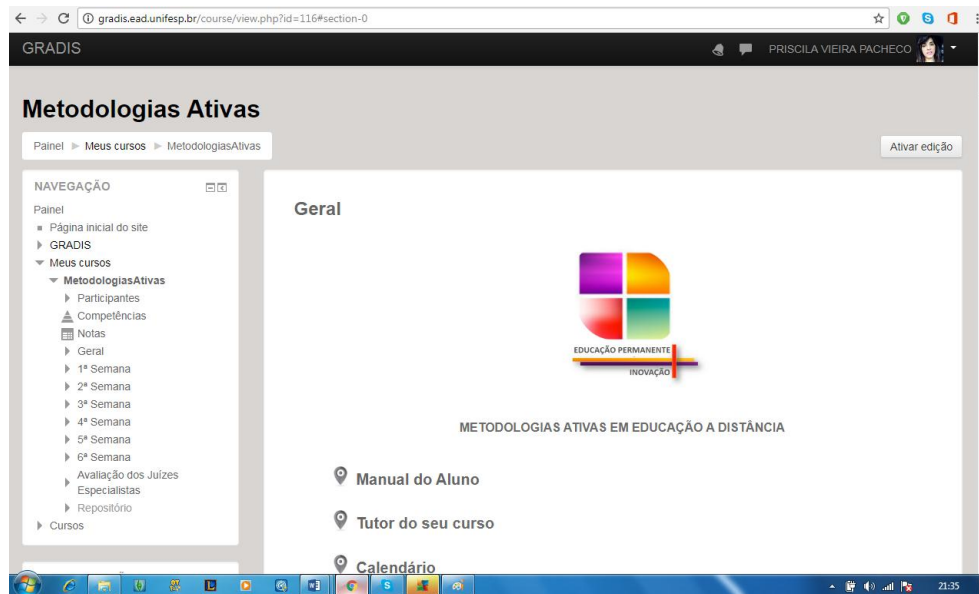 gradis.ead.unifesp.br/course/view.php?id=116#section-0
GRADIS
PRISCILA VIEIRA PACHECO
Metodologias Ativas
Painel Meus cursos MetodologiasAtivas
Ativar edição
NAVEGAÇÃO
Painel
Página inicial do site
GRADIS
Meus cursos
MetodologiasAtivas
Participantes
Competências
Notas
Geral
1ª Semana
2ª Semana
3ª Semana
4ª Semana
5ª Semana
6ª Semana
Avaliação dos Juízes
Especialistas
Repositório
Cursos
Geral
EDUCAÇÃO PERMANENTE
INOVAÇÃO
METODOLOGIAS ATIVAS EM EDUCAÇÃO A DISTÂNCIA
Manual do Aluno
Tutor do seu curso
Calendário
21:35